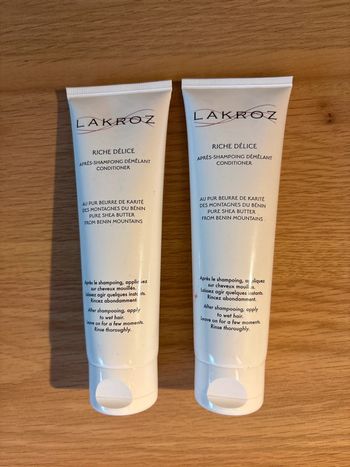 LAKROZ
RICHE DÉLICE
APRÈS-SHAMPOING DÉMÊLANT
CONDITIONER
AU PUR BEURRE DE KARITÉ
DES MONTAGNES DU BÉNIN
PURE SHEA BUTTER
FROM BENIN MOUNTAINS
Après le shampoing, appliquez
sur cheveux mouillés.
Laissez agir quelques instants.
Rincez abondamment.
After shampooing, apply
to wet hair.
Leave on for a few moments.
Rinse thoroughly.
LAKROZ
RICHE DÉLICE
APRÈS-SHAMPOING DÉMÊLANT
CONDITIONER
AU PUR BEURRE DE KARITÉ
DES MONTAGNES DU BÉNIN
PURE SHEA BUTTER
FROM BENIN MOUNTAINS
Après le shampoing, appliquez
sur cheveux mouillés.
Laissez agir quelques instants.
Rincez abondamment.
After shampooing, apply
to wet hair.
Leave on for a few moments.
Rinse thoroughly.